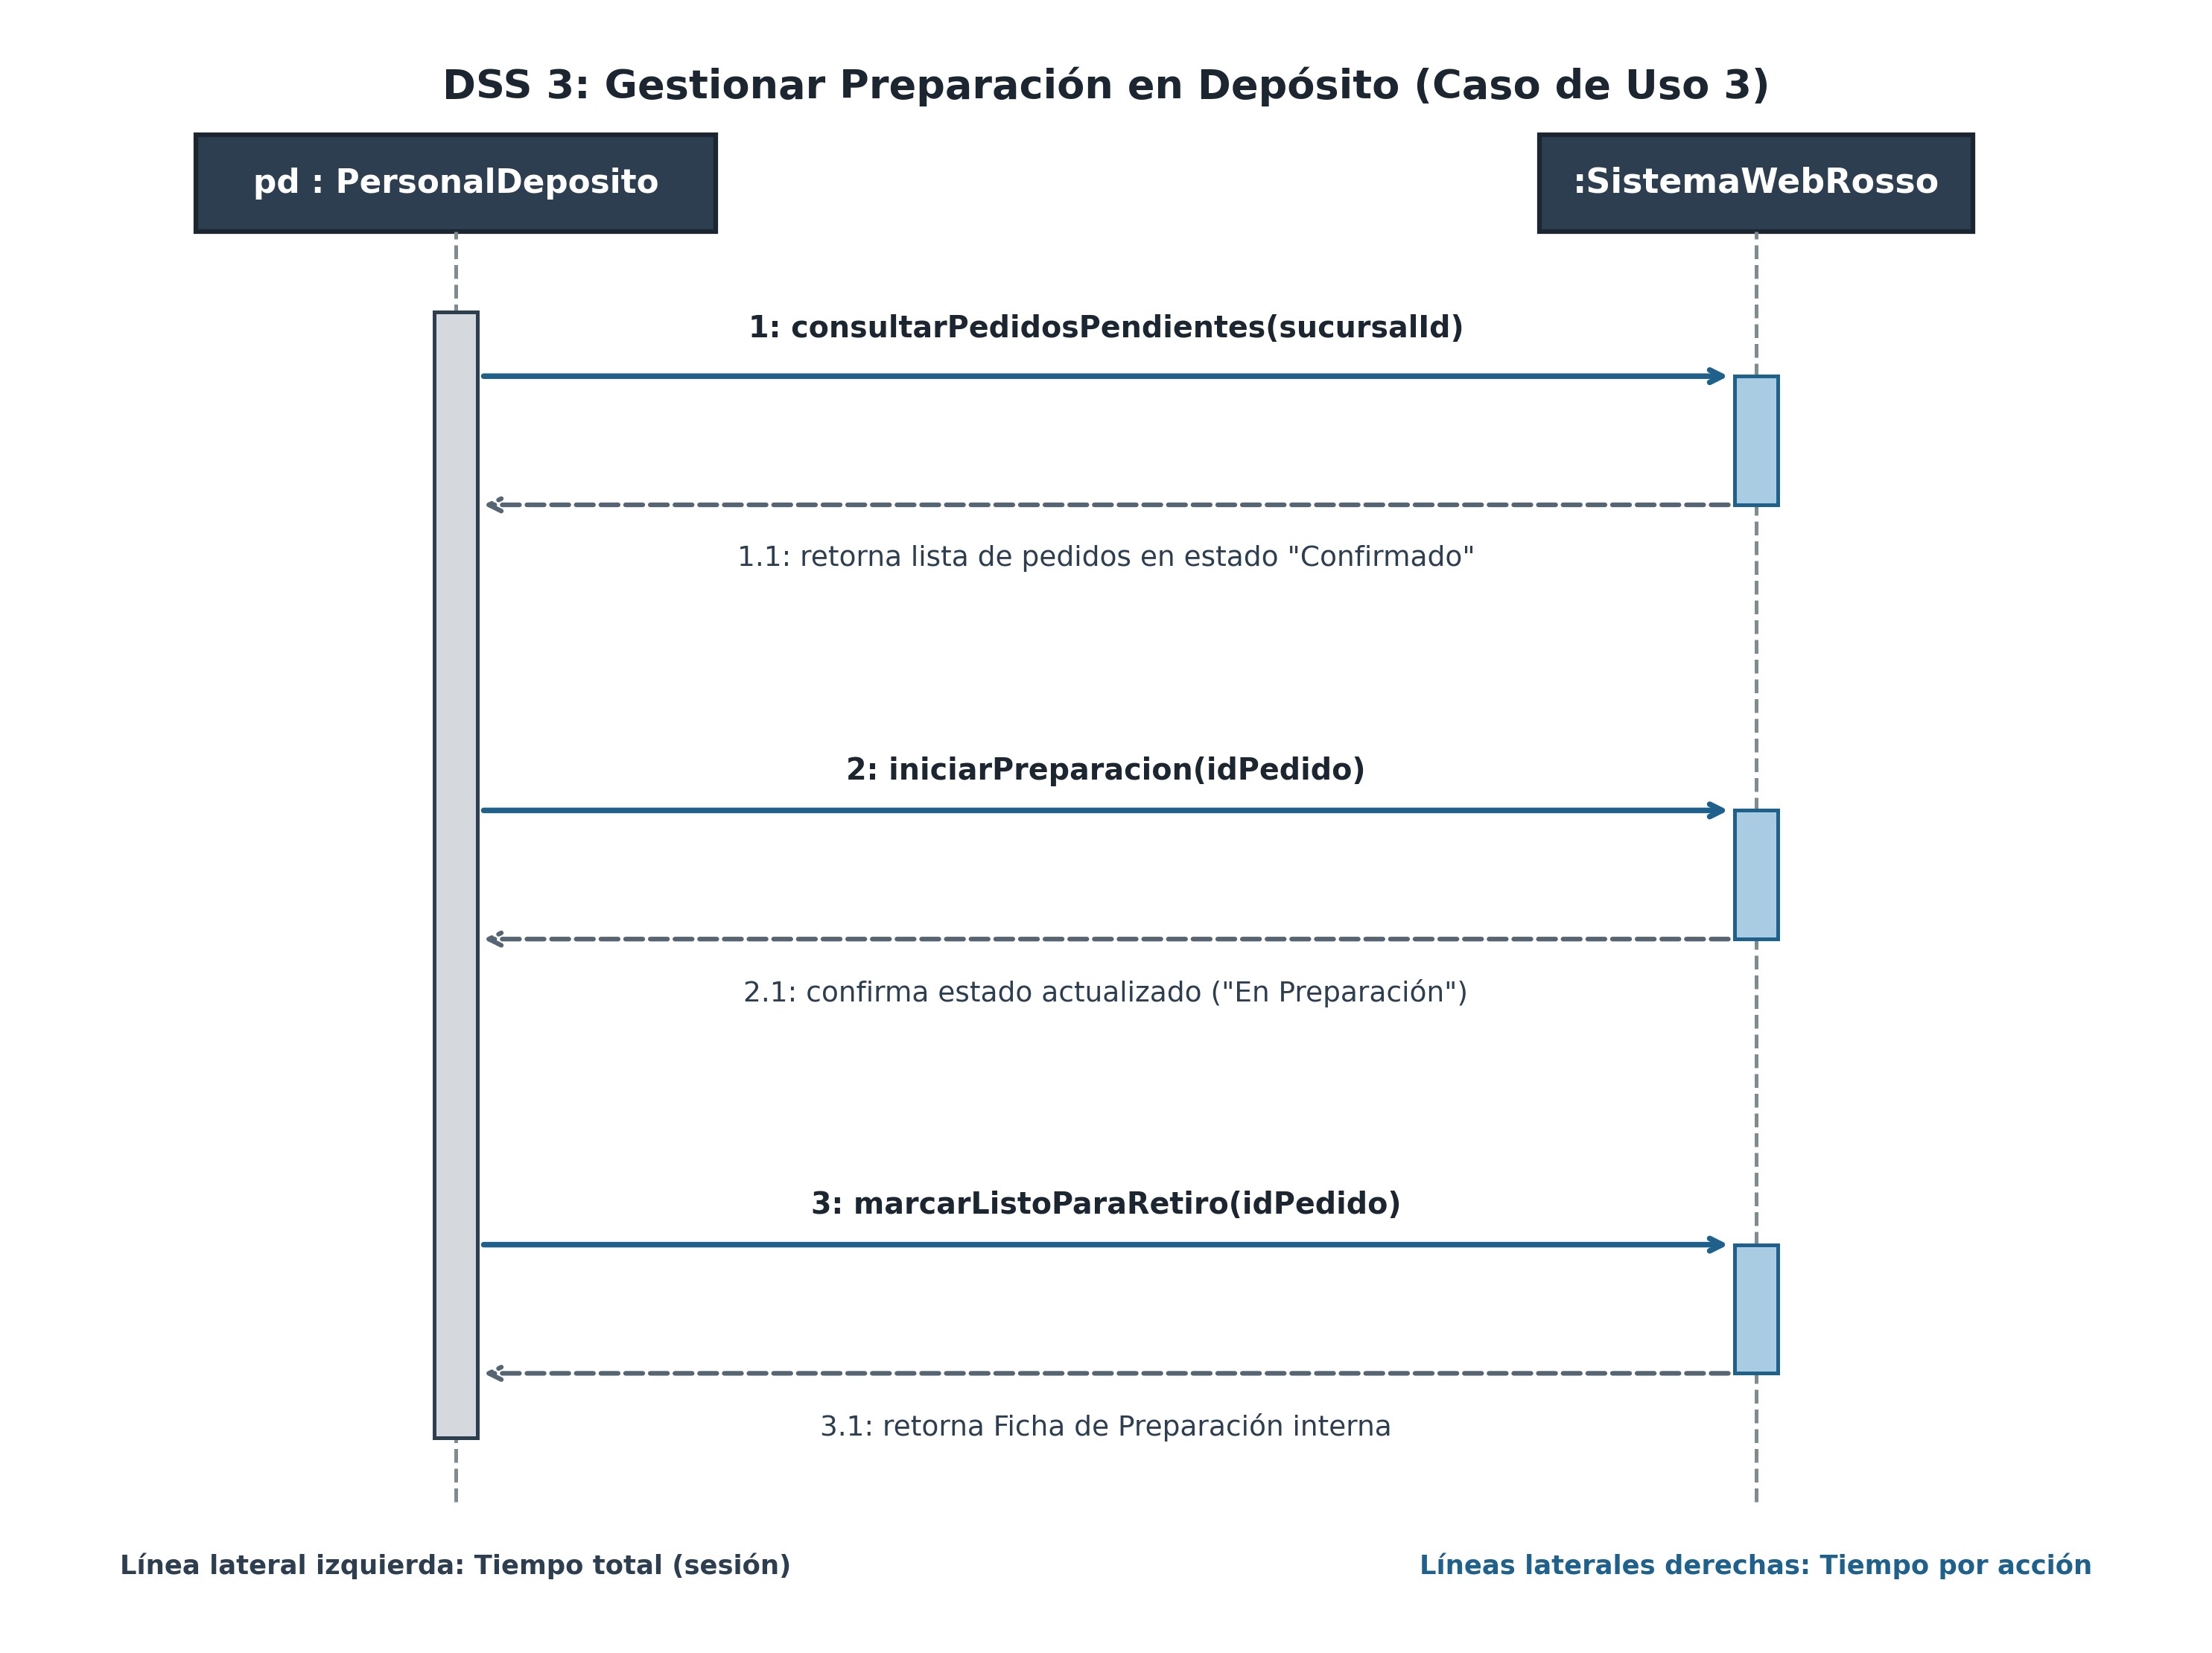 DSS 3: Gestionar Preparación en Depósito (Caso de Uso 3)
pd : PersonalDeposito
:SistemaWebRosso
1: consultarPedidosPendientes(sucursalId)
1.1: retorna lista de pedidos en estado "Confirmado"
2: iniciarPreparacion(idPedido)
2.1: confirma estado actualizado ("En Preparación")
3: marcarListoParaRetiro(idPedido)
3.1: retorna Ficha de Preparación interna
Línea lateral izquierda: Tiempo total (sesión)
Líneas laterales derechas: Tiempo por acción